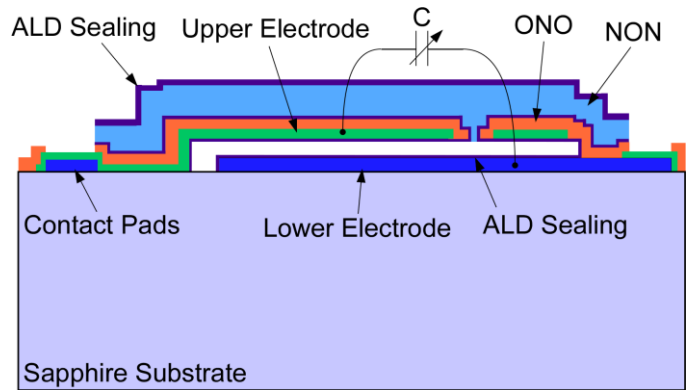 C
ALD Sealing
Upper Electrode
ONO
NON
Contact Pads
Lower Electrode
ALD Sealing
Sapphire Substrate